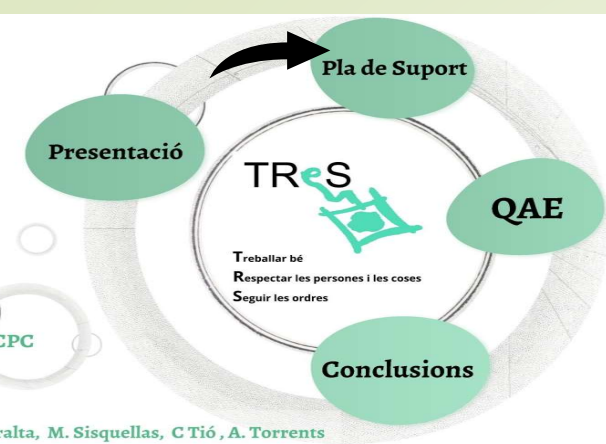 Pla de Suport
Presentació
TReS
QAE
Treballar bé
Respectar les persones i les coses
Seguir les ordres
CPC
Conclusions
M. Sisquellas, C Tió , A. Torrents